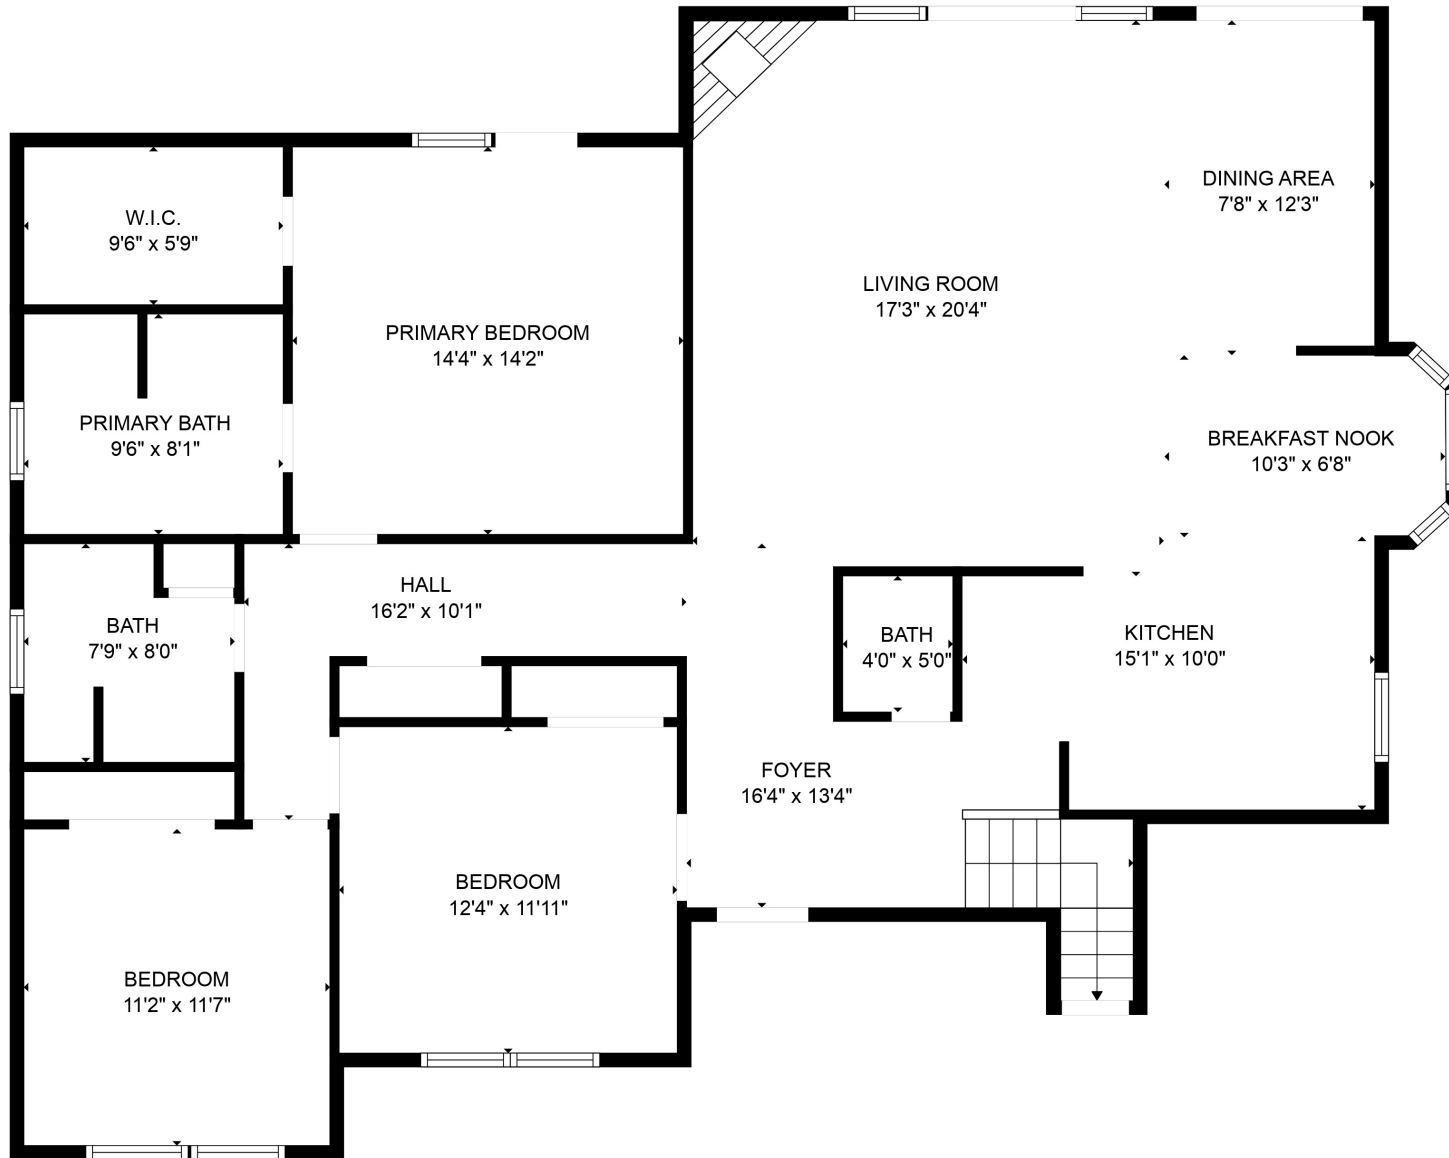 DINING AREA
7'8" x 12'3"
W.I.C.
9'6" x 5'9"
LIVING ROOM
17'3" x 20'4"
PRIMARY BEDROOM
14'4" x 14'2"
PRIMARY BATH
9'6" x 8'1"
BREAKFAST NOOK
10'3" x 6'8"
HALL
16'2" x 10'1"
BATH
7'9" x 8'0"
BATH
4'0" x 5'0"
KITCHEN
15'1" x 10'0"
FOYER
16'4" x 13'4"
BEDROOM
12'4" x 11'11"
BEDROOM
11'2" x 11'7"